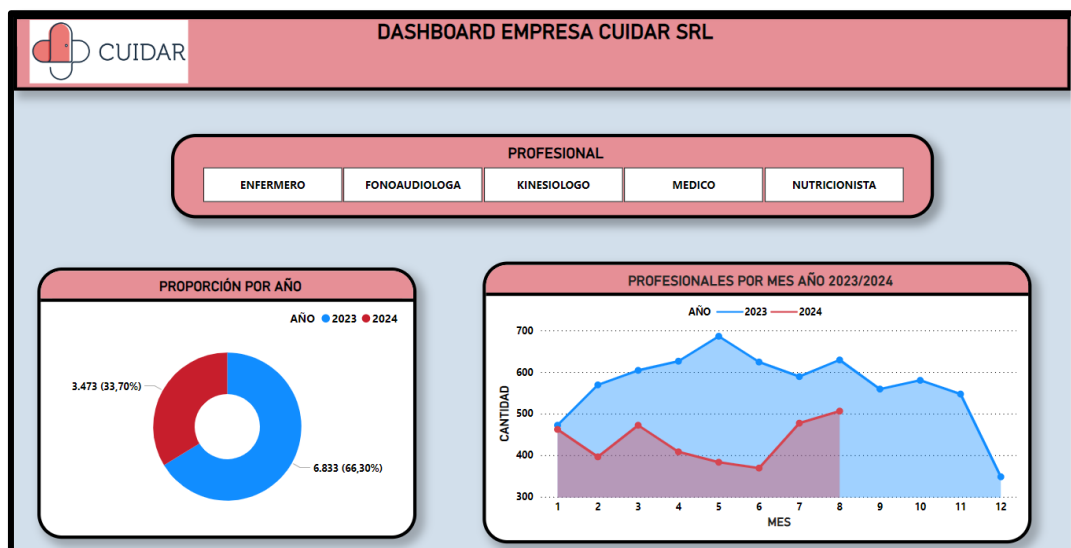 DASHBOARD EMPRESA CUIDAR SRL
CUIDAR
PROFESIONAL
ENFERMERO FONOAUDIOLOGA KINESIOLOGO MEDICO NUTRICIONISTA
PROPORCIÓN POR AÑO
AÑO 2023 2024
3.473 (33,70%)
6.833 (66,30%)
PROFESIONALES POR MES AÑO 2023/2024
AÑO 2023 2024
700
600
500
400
300
CANTIDAD
1 2 3 4 5 6 7 8 9 10 11 12
MES